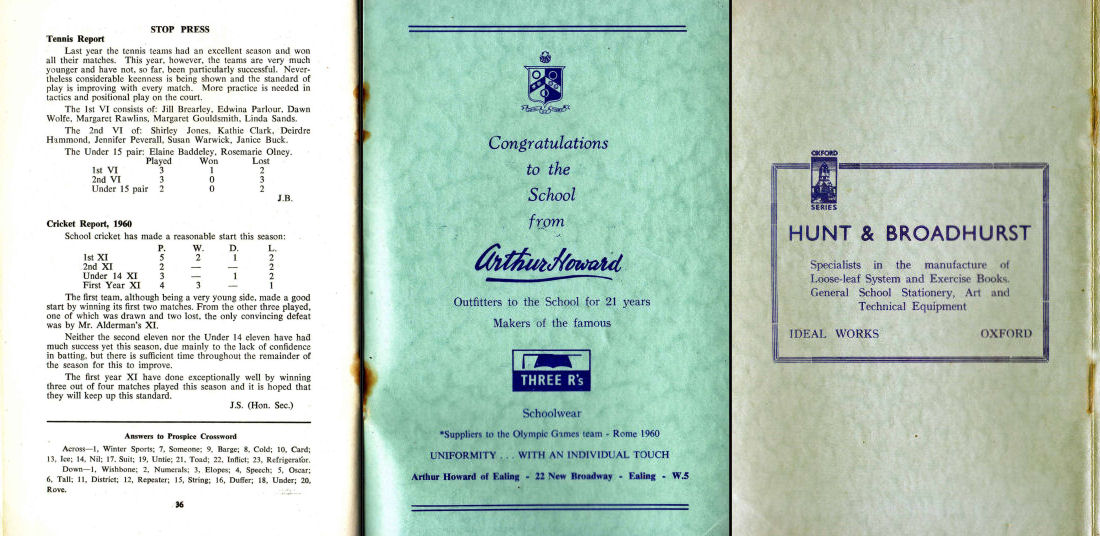 STOP PRESS
Tennis Report
Last year the tennis teams had an excellent season and won
all their matches. This year, however, the teams are very much
younger and have not, so far, been particularly successful. Never-
theless considerable keenness is being shown and the standard of
play is improving with every match. More practice is needed in
tactics and positional play on the court.
The 1st VI consists of: Jill Brearley, Edwina Parlour, Dawn
Wolfe, Margaret Rawlins, Margaret Gouldsmith, Linda Sands.
The 2nd VI of: Shirley Jones, Kathie Clark, Deirdre
Hammond, Jennifer Peverall, Susan Warwick, Janice Buck.
The Under 15 pair: Elaine Baddeley, Rosemarie Olney.
Played Won Lost
1st VI 3 1 2
2nd VI 3 0 3
Under 15 pair 2 0 2
J.B.
Cricket Report, 1960
School cricket has made a reasonable start this season:
P. W. D. L.
1st XI 5 2 1 2
2nd XI 2 — — 2
Under 14 XI 3 — 1 2
First Year XI 4 3 — 1
The first team, although being a very young side, made a good
start by winning its first two matches. From the other three played,
one of which was drawn and two lost, the only convincing defeat
was by Mr. Alderman's XI.
Neither the second eleven nor the Under 14 eleven have had
much success yet this season, due mainly to the lack of confidence
in batting, but there is sufficient time throughout the remainder of
the season for this to improve.
The first year XI have done exceptionally well by winning
three out of four matches played this season and it is hoped that
they will keep up this standard.
J.S. (Hon. Sec.)
Answers to Prospice Crossword
Across—1, Winter Sports; 7, Someone; 9, Barge; 8, Cold; 10, Card;
13, Ice; 14, Nil; 17. Suit; 19, Untie; 21, Toad; 22, Inflict; 23, Refrigerator.
Down—1, Wishbone; 2, Numerals; 3, Elopes; 4, Speech; 5, Oscar;
6, Tall; 11, District; 12, Repeater; 15, String; 16, Duffer; 18, Under; 20,
Rove.
36
Congratulations
to the
School
from
Arthur Howard
Outfitters to the School for 21 years
Makers of the famous
THREE R's
Schoolwear
*Suppliers to the Olympic Games team - Rome 1960
UNIFORMITY . . . WITH AN INDIVIDUAL TOUCH
Arthur Howard of Ealing - 22 New Broadway - Ealing - W.5
OXFORD
SERIES
HUNT & BROADHURST
Specialists in the manufacture of
Loose-leaf System and Exercise Books.
General School Stationery, Art and
Technical Equipment
IDEAL WORKS OXFORD